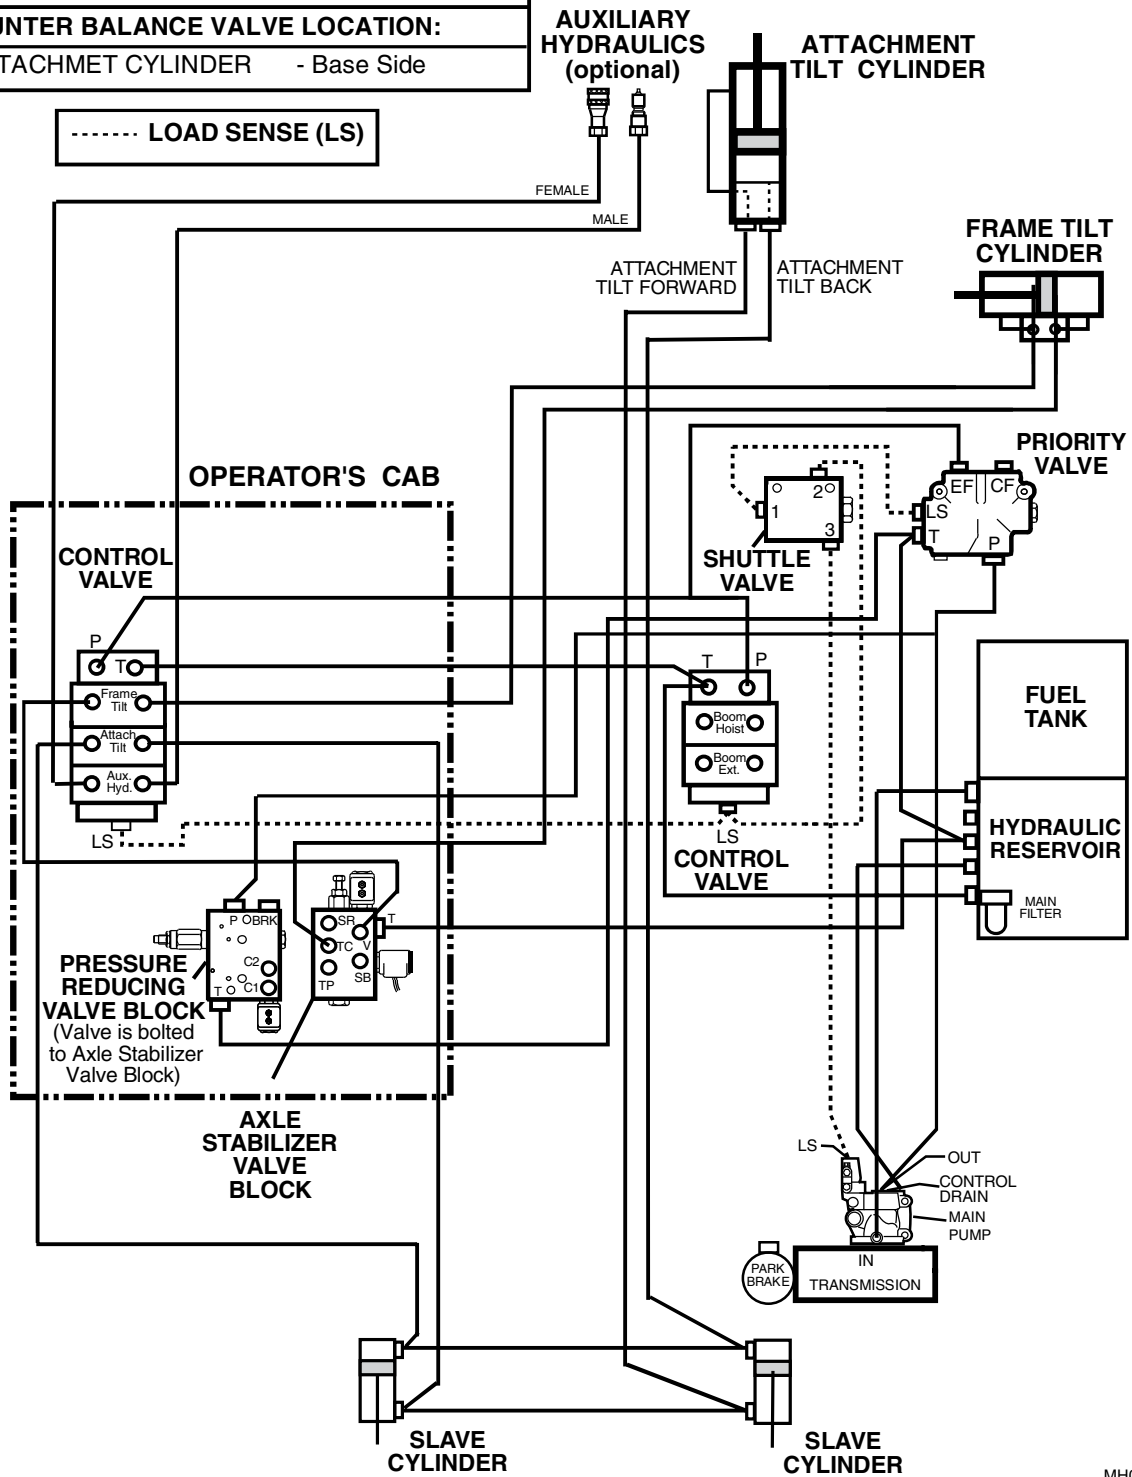 UNTER BALANCE VALVE LOCATION:
TACHMET CYLINDER - Base Side
LOAD SENSE (LS)
AUXILIARY
HYDRAULICS
(optional)
ATTACHMENT
TILT CYLINDER
FEMALE
MALE
ATTACHMENT
TILT FORWARD
ATTACHMENT
TILT BACK
FRAME TILT
CYLINDER
OPERATOR'S CAB
PRIORITY
VALVE
EF
CF
LS
T
P
1
2
3
SHUTTLE
VALVE
CONTROL
VALVE
P
T
Frame
Tilt
Attach
Tilt
Aux.
Hyd.
LS
T
P
Boom
Hoist
Boom
Ext.
LS
CONTROL
VALVE
FUEL
TANK
HYDRAULIC
RESERVOIR
MAIN
FILTER
P
BRK
C2
C1
T
SR
TC
V
TP
SB
T
PRESSURE
REDUCING
VALVE BLOCK
(Valve is bolted
to Axle Stabilizer
Valve Block)
AXLE
STABILIZER
VALVE
BLOCK
LS
OUT
CONTROL
DRAIN
MAIN
PUMP
IN
TRANSMISSION
PARK
BRAKE
SLAVE
CYLINDER
SLAVE
CYLINDER